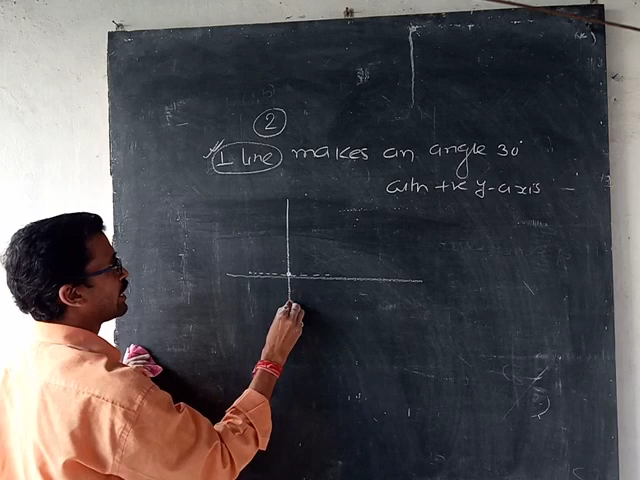 2
⊥ line makes an angle 30°
with +ve y-axis